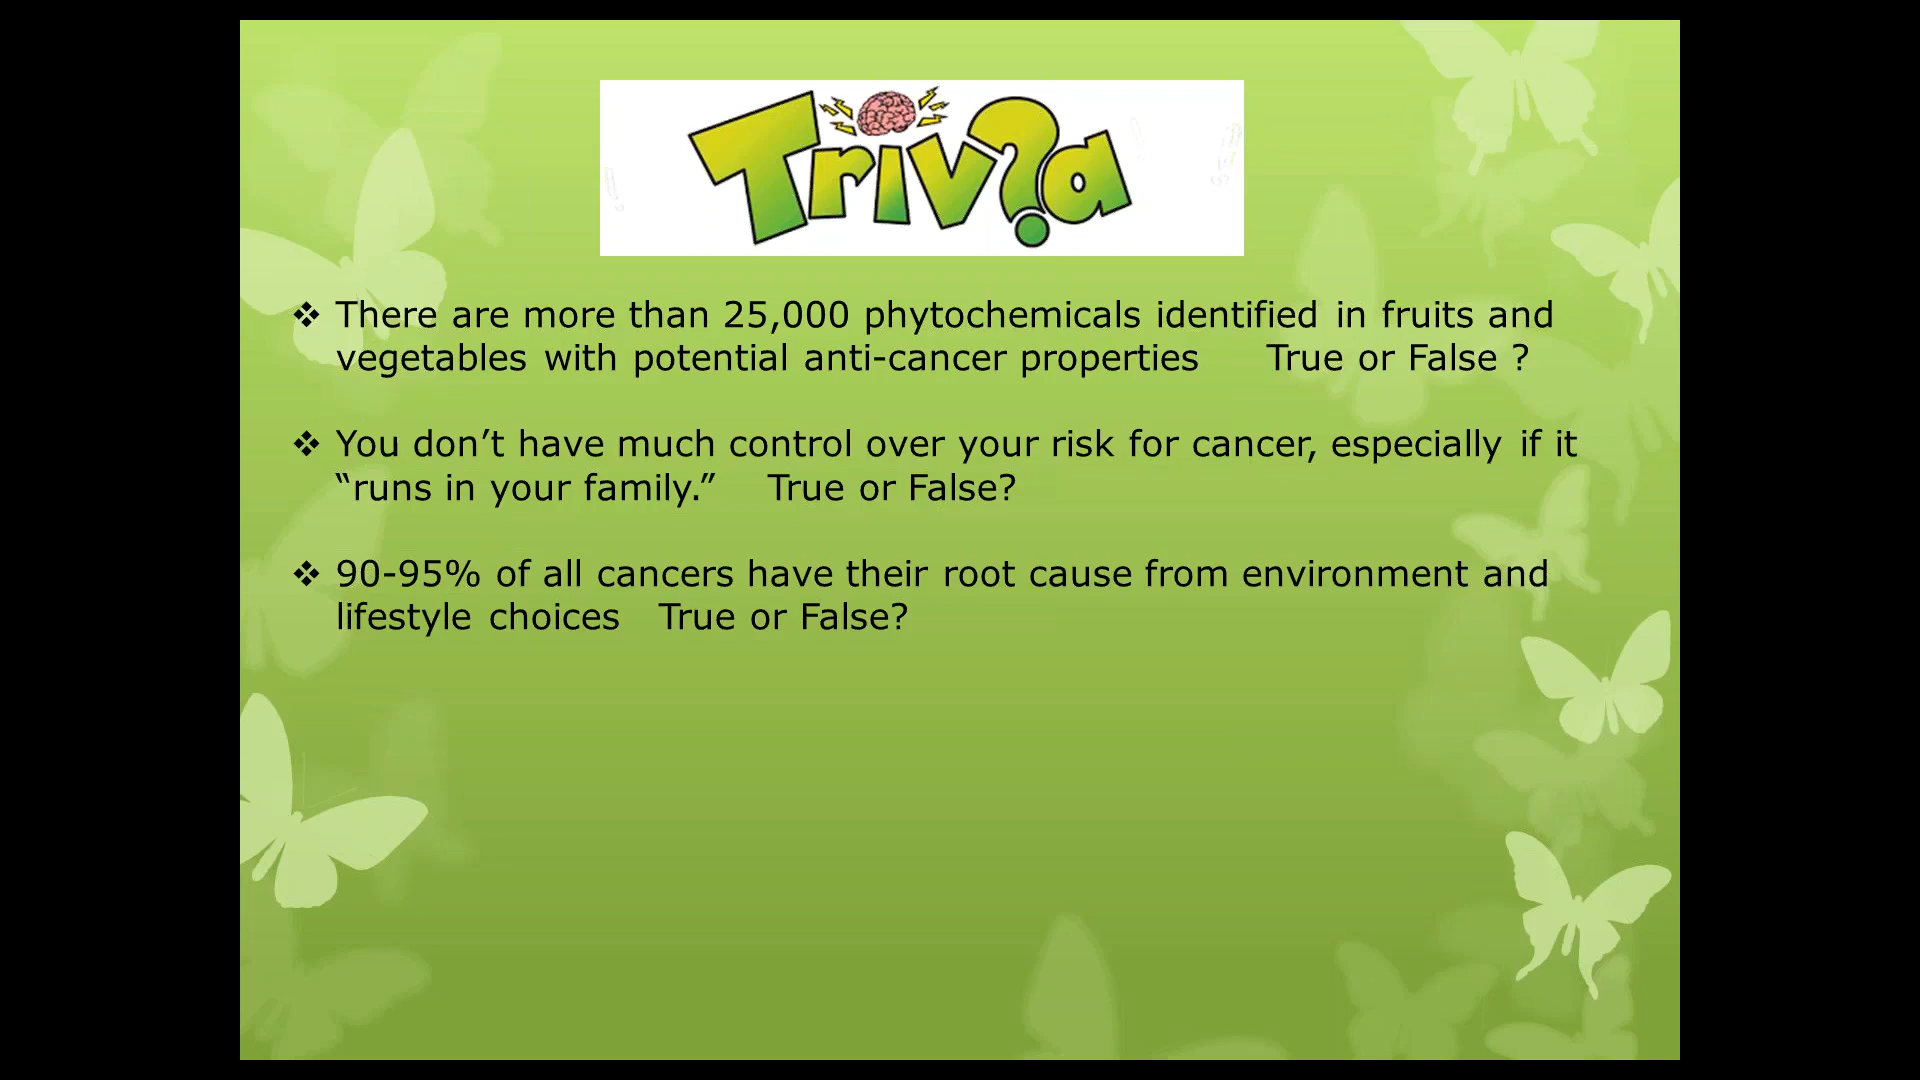 Triv?a
❖ There are more than 25,000 phytochemicals identified in fruits and
vegetables with potential anti-cancer properties True or False ?
❖ You don’t have much control over your risk for cancer, especially if it
“runs in your family.” True or False?
❖ 90-95% of all cancers have their root cause from environment and
lifestyle choices True or False?